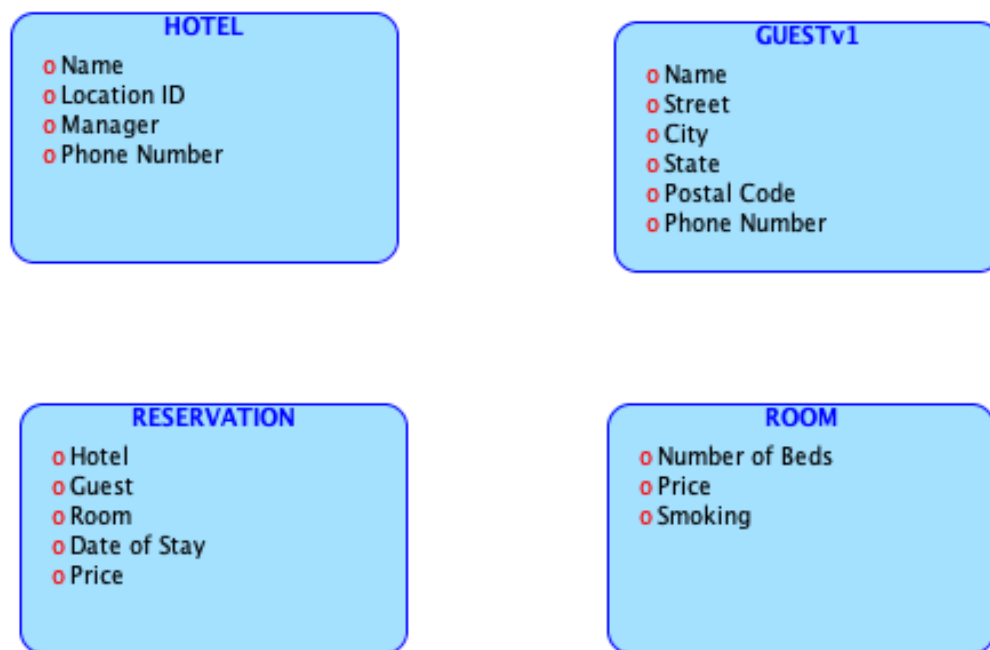 HOTEL
o Name
o Location ID
o Manager
o Phone Number
GUESTv1
o Name
o Street
o City
o State
o Postal Code
o Phone Number
RESERVATION
o Hotel
o Guest
o Room
o Date of Stay
o Price
ROOM
o Number of Beds
o Price
o Smoking